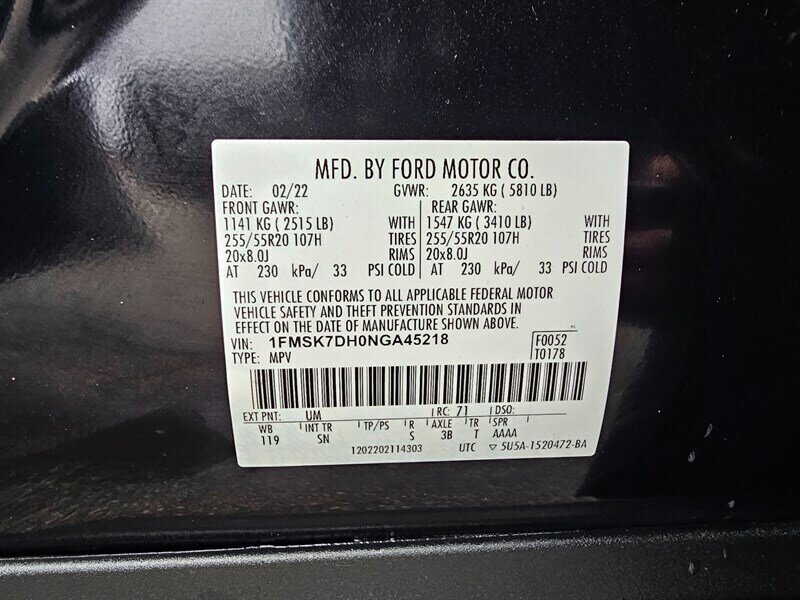 MFD. BY FORD MOTOR CO.
DATE: 02/22 GVWR: 2635 KG ( 5810 LB)
FRONT GAWR: REAR GAWR:
1141 KG ( 2515 LB) WITH 1547 KG ( 3410 LB) WITH
255/55R20 107H TIRES 255/55R20 107H TIRES
20x8.0J RIMS 20x8.0J RIMS
AT 230 kPa/ 33 PSI COLD AT 230 kPa/ 33 PSI COLD
THIS VEHICLE CONFORMS TO ALL APPLICABLE FEDERAL MOTOR
VEHICLE SAFETY AND THEFT PREVENTION STANDARDS IN
EFFECT ON THE DATE OF MANUFACTURE SHOWN ABOVE.
VIN: 1FMSK7DH0NGA45218 F0052
TYPE: MPV T0178
EXT PNT: UM RC: 71 DSO:
WB INT TR TP/PS R AXLE TR SPR
119 SN S 3B T AAAA
1202202114303 UTC ▽ 5U5A-1520472-BA